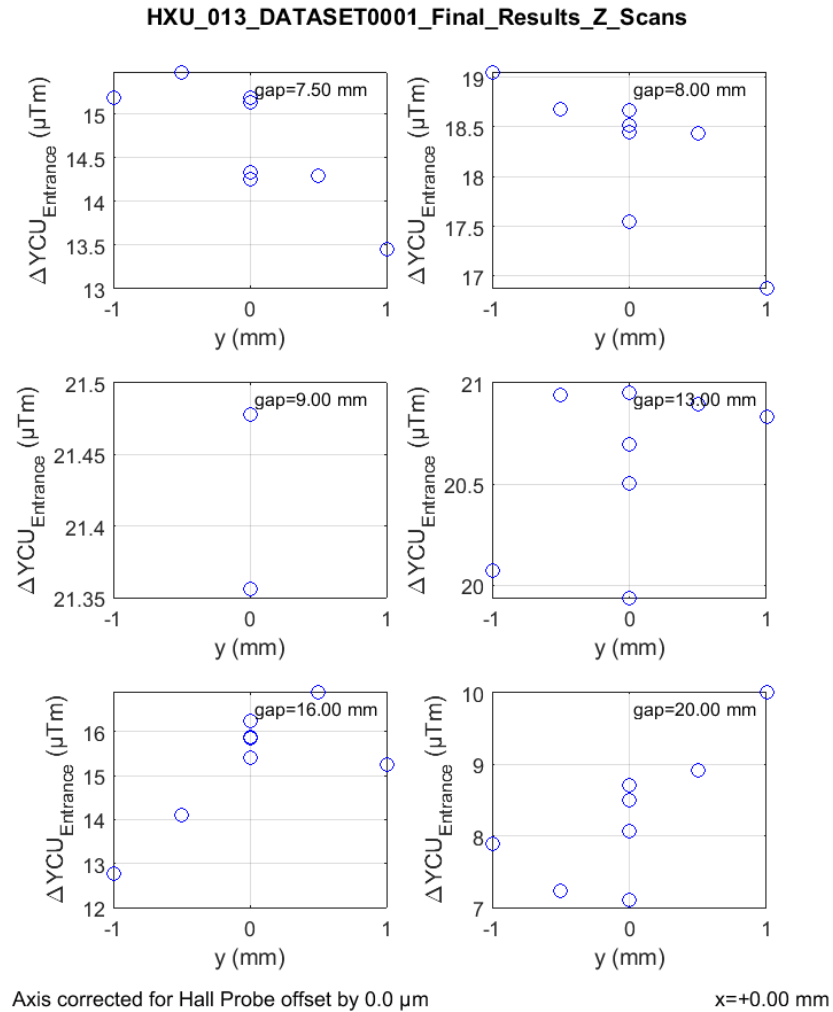 HXU_013_DATASET0001_Final_Results_Z_Scans
gap=7.50 mm
ΔYCU_Entrance (µTm)
15
14.5
14
13.5
13
-1 0 1
y (mm)
gap=8.00 mm
ΔYCU_Entrance (µTm)
19
18.5
18
17.5
17
-1 0 1
y (mm)
gap=9.00 mm
ΔYCU_Entrance (µTm)
21.5
21.45
21.4
21.35
-1 0 1
y (mm)
gap=13.00 mm
ΔYCU_Entrance (µTm)
21
20.5
20
-1 0 1
y (mm)
gap=16.00 mm
ΔYCU_Entrance (µTm)
16
15
14
13
12
-1 0 1
y (mm)
gap=20.00 mm
ΔYCU_Entrance (µTm)
10
9
8
7
-1 0 1
y (mm)
Axis corrected for Hall Probe offset by 0.0 µm
x=+0.00 mm